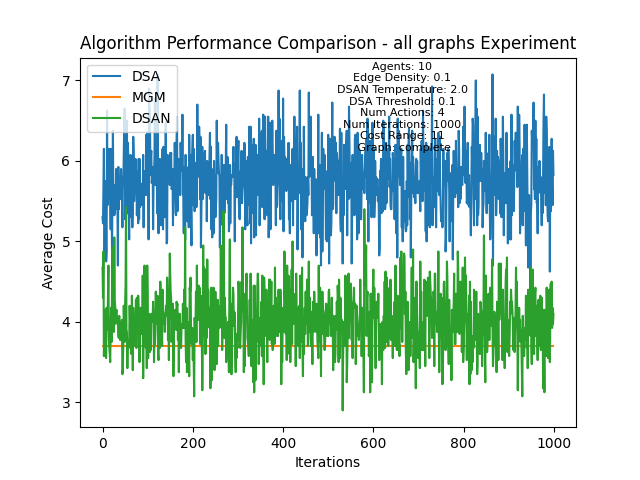 Algorithm Performance Comparison - all graphs Experiment
DSA
MGM
DSAN
Agents: 10
Edge Density: 0.1
DSAN Temperature: 2.0
DSA Threshold: 0.1
Num Actions: 4
Num Iterations: 1000
Cost Range: 11
Graph: complete
Average Cost
7
6
5
4
3
0
200
400
600
800
1000
Iterations